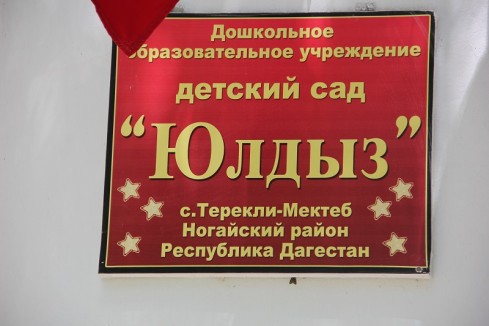 Дошкольное
образовательное учреждение
детский сад
“Юлдыз”
с.Терекли-Мектеб
Ногайский район
Республика Дагестан